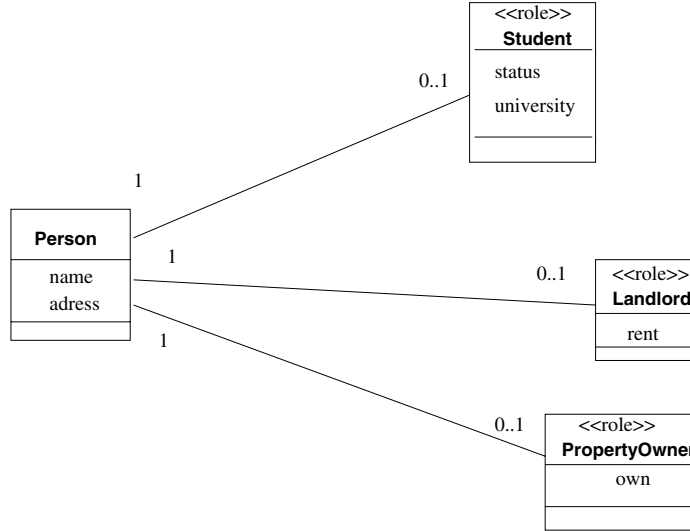 <<role>>
Student
status
university
0..1
1
Person
name
adress
1
0..1
<<role>>
Landlord
rent
1
0..1
<<role>>
PropertyOwner
own